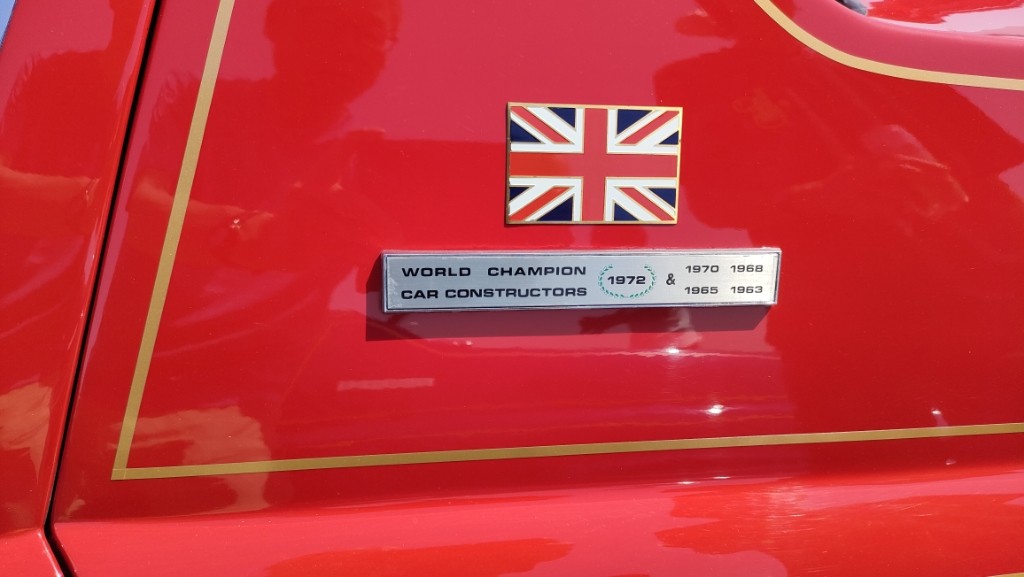 WORLD CHAMPION 1972 & 1970 1968
CAR CONSTRUCTORS 1965 1963